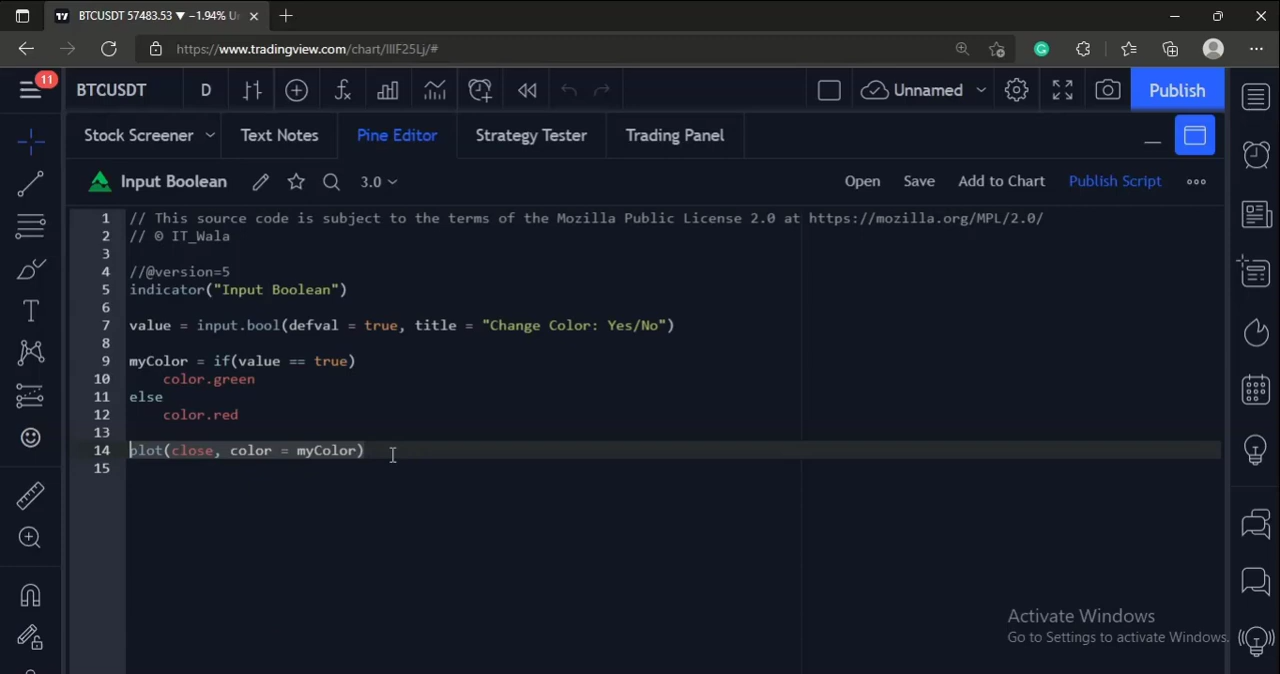 BTCUSDT 57483.53 ▼ −1.94% U
https://www.tradingview.com/chart/IIIF25Lj/#
11
BTCUSDT D Unnamed Publish
Stock Screener Text Notes Pine Editor Strategy Tester Trading Panel
Input Boolean 3.0 Open Save Add to Chart Publish Script
1 // This source code is subject to the terms of the Mozilla Public License 2.0 at https://mozilla.org/MPL/2.0/
2 // © IT_Wala
3
4 //@version=5
5 indicator("Input Boolean")
6
7 value = input.bool(defval = true, title = "Change Color: Yes/No")
8
9 myColor = if(value == true)
10 color.green
11 else
12 color.red
13
14 plot(close, color = myColor)
15
Activate Windows
Go to Settings to activate Windows.